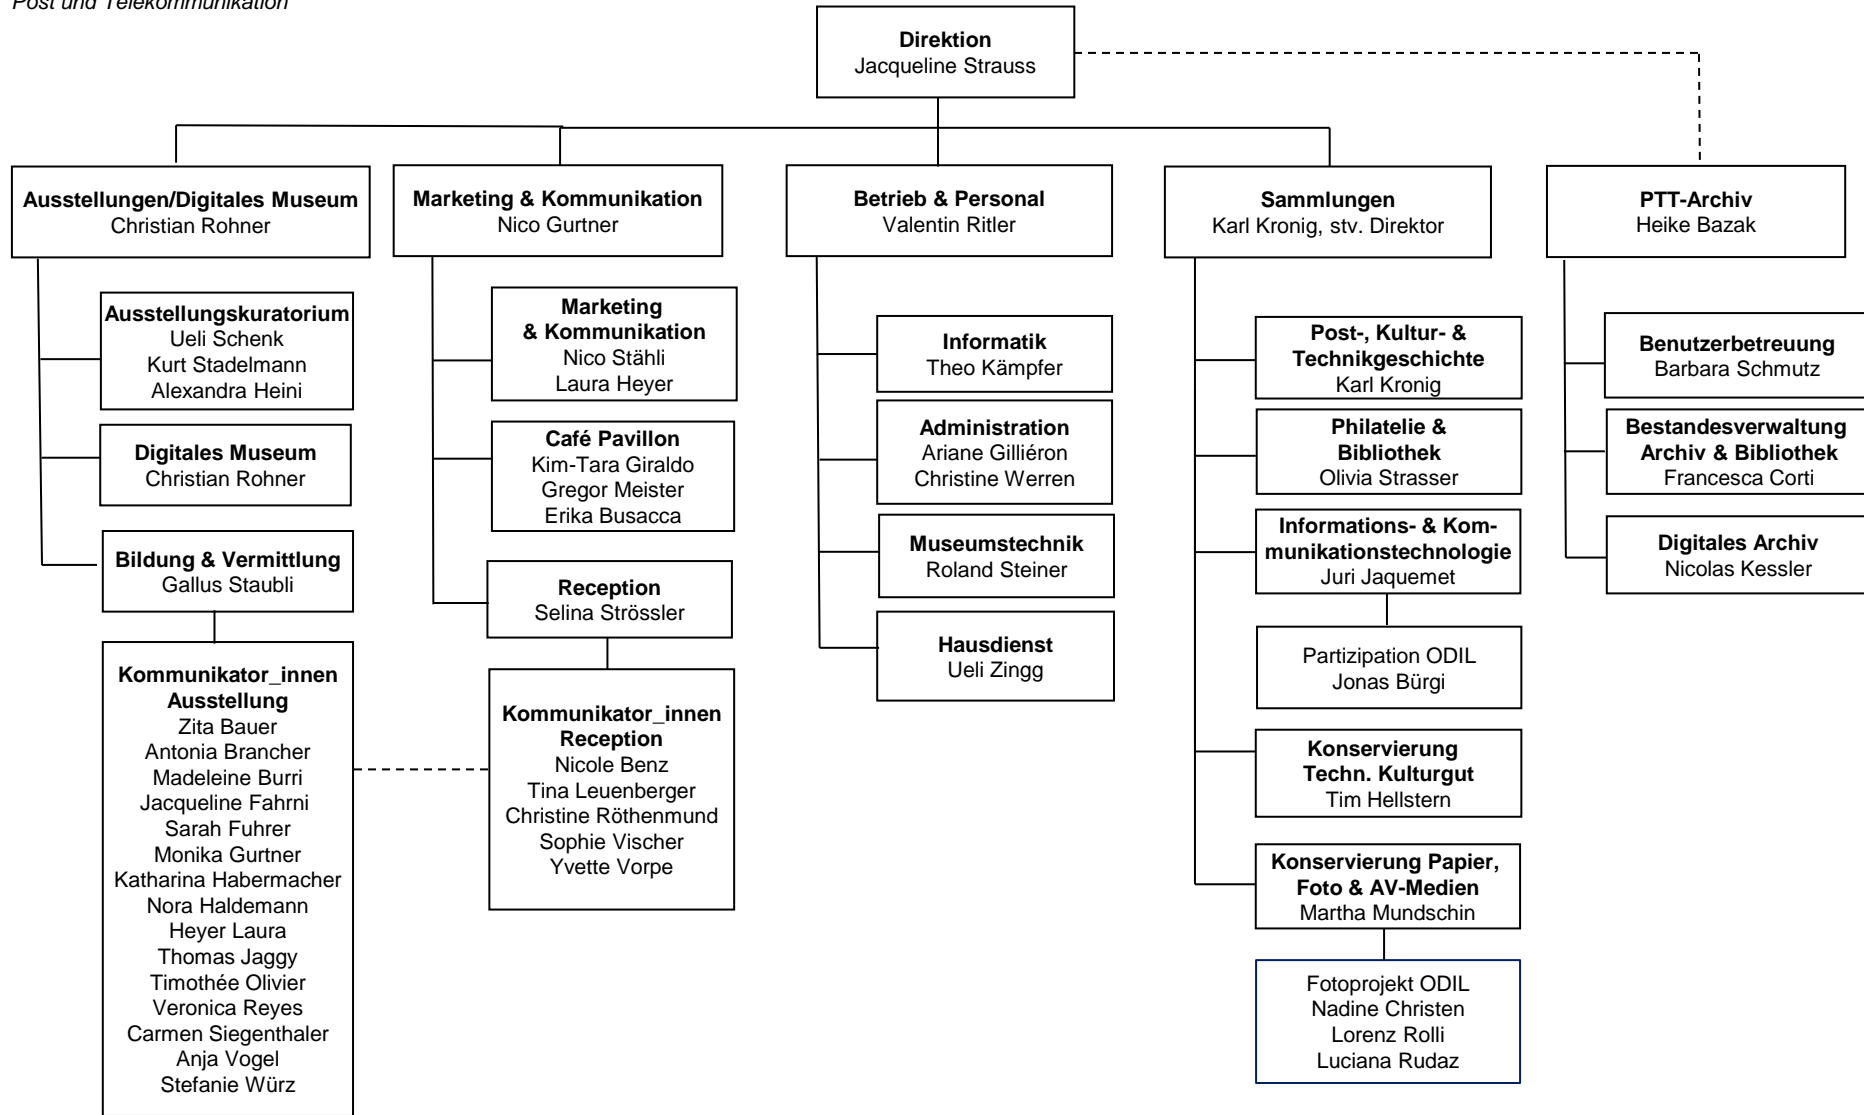 Post und Telekommunikation
Direktion
Jacqueline Strauss
Ausstellungen/Digitales Museum
Christian Rohner
Ausstellungskuratorium
Ueli Schenk
Kurt Stadelmann
Alexandra Heini
Digitales Museum
Christian Rohner
Bildung & Vermittlung
Gallus Staubli
Kommunikator_innen
Ausstellung
Zita Bauer
Antonia Brancher
Madeleine Burri
Jacqueline Fahrni
Sarah Fuhrer
Monika Gurtner
Katharina Habermacher
Nora Haldemann
Heyer Laura
Thomas Jaggy
Timothée Olivier
Veronica Reyes
Carmen Siegenthaler
Anja Vogel
Stefanie Würz
Marketing & Kommunikation
Nico Gurtner
Marketing
& Kommunikation
Nico Stähli
Laura Heyer
Café Pavillon
Kim-Tara Giraldo
Gregor Meister
Erika Busacca
Reception
Selina Strössler
Kommunikator_innen
Reception
Nicole Benz
Tina Leuenberger
Christine Röthenmund
Sophie Vischer
Yvette Vorpe
Betrieb & Personal
Valentin Ritler
Informatik
Theo Kämpfer
Administration
Ariane Gilliéron
Christine Werren
Museumstechnik
Roland Steiner
Hausdienst
Ueli Zingg
Sammlungen
Karl Kronig, stv. Direktor
Post-, Kultur- &
Technikgeschichte
Karl Kronig
Philatelie &
Bibliothek
Olivia Strasser
Informations- & Kom-
munikationstechnologie
Juri Jaquemet
Partizipation ODIL
Jonas Bürgi
Konservierung
Techn. Kulturgut
Tim Hellstern
Konservierung Papier,
Foto & AV-Medien
Martha Mundschin
Fotoprojekt ODIL
Nadine Christen
Lorenz Rolli
Luciana Rudaz
PTT-Archiv
Heike Bazak
Benutzerbetreuung
Barbara Schmutz
Bestandesverwaltung
Archiv & Bibliothek
Francesca Corti
Digitales Archiv
Nicolas Kessler